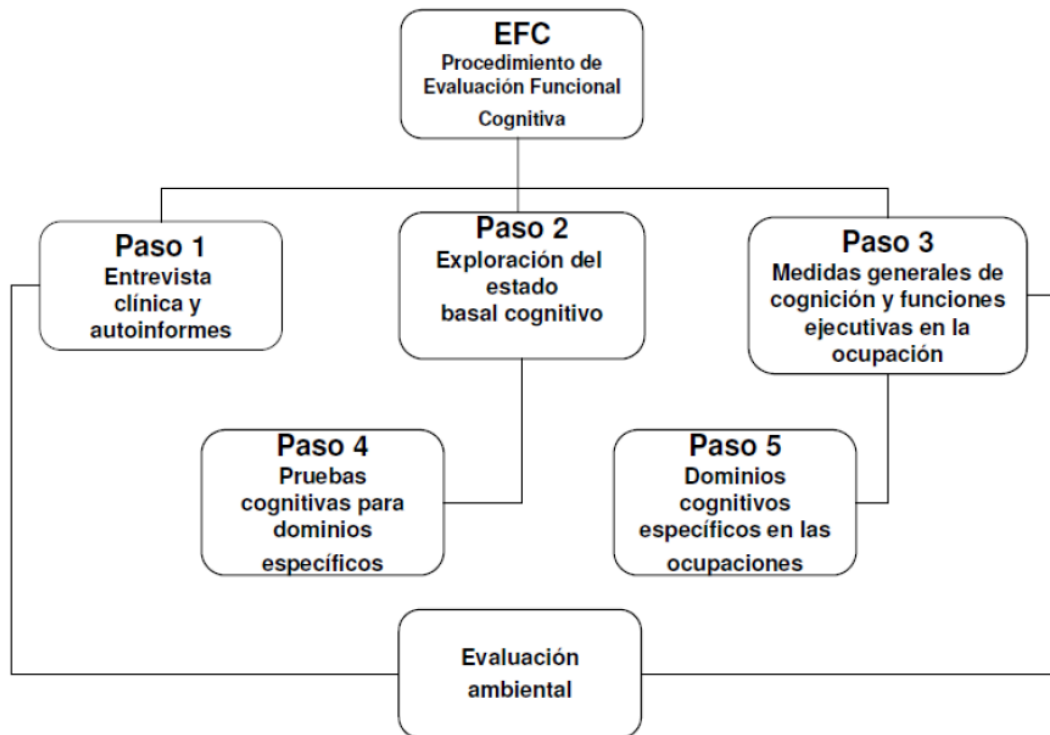 EFC
Procedimiento de
Evaluación Funcional
Cognitiva
Paso 1
Entrevista
clínica y
autoinformes
Paso 2
Exploración del
estado
basal cognitivo
Paso 3
Medidas generales de
cognición y funciones
ejecutivas en la
ocupación
Paso 4
Pruebas
cognitivas para
dominios
específicos
Paso 5
Dominios
cognitivos
específicos en las
ocupaciones
Evaluación
ambiental